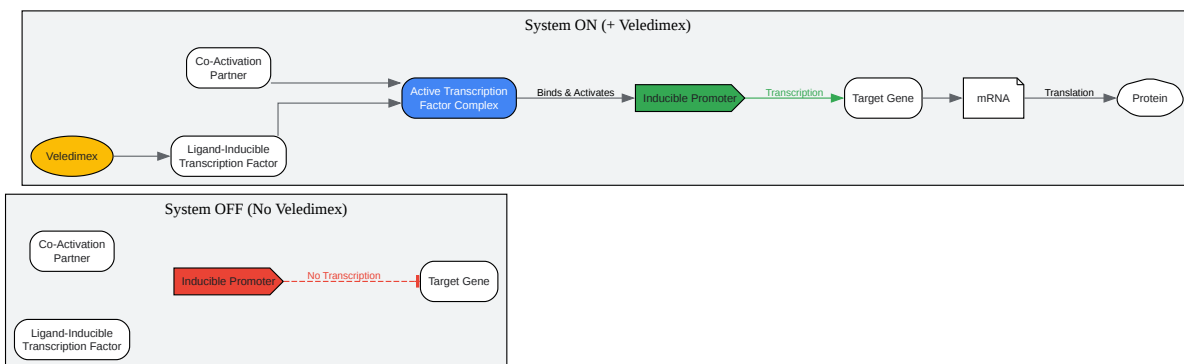 System ON (+ Veledimex)
Co-Activation
Partner
Active Transcription
Factor Complex
Binds & Activates
Inducible Promoter
Transcription
Target Gene
mRNA
Translation
Protein
Veledimex
Ligand-Inducible
Transcription Factor
System OFF (No Veledimex)
Co-Activation
Partner
Inducible Promoter
No Transcription
Target Gene
Ligand-Inducible
Transcription Factor